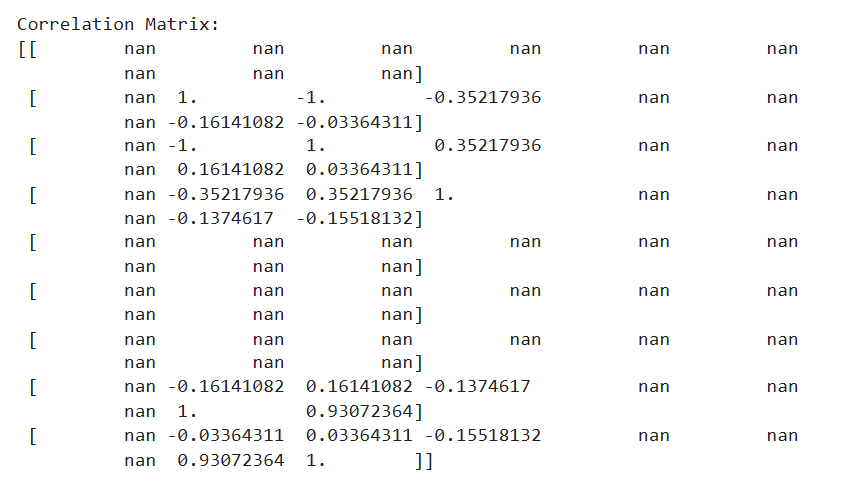 Correlation Matrix:
[[        nan         nan         nan         nan         nan         nan
          nan         nan         nan]
 [        nan  1.         -1.         -0.35217936         nan         nan
          nan -0.16141082 -0.03364311]
 [        nan -1.          1.          0.35217936         nan         nan
          nan  0.16141082  0.03364311]
 [        nan -0.35217936  0.35217936  1.                 nan         nan
          nan -0.1374617  -0.15518132]
 [        nan         nan         nan         nan         nan         nan
          nan         nan         nan]
 [        nan         nan         nan         nan         nan         nan
          nan         nan         nan]
 [        nan         nan         nan         nan         nan         nan
          nan         nan         nan]
 [        nan -0.16141082  0.16141082 -0.1374617          nan         nan
          nan  1.          0.93072364]
 [        nan -0.03364311  0.03364311 -0.15518132         nan         nan
          nan  0.93072364  1.        ]]